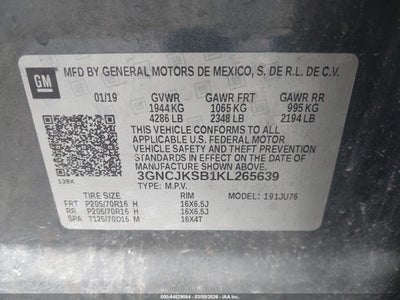 GM
MFD BY GENERAL MOTORS DE MEXICO, S. DE R.L. DE C.V.
01/19 GVWR GAWR FRT GAWR RR
1944 KG 1065 KG 995 KG
4286 LB 2348 LB 2194 LB
THIS VEHICLE CONFORMS TO ALL
APPLICABLE U.S. FEDERAL MOTOR
VEHICLE SAFETY AND THEFT PREVENTION
STANDARDS IN EFFECT ON THE DATE OF
MANUFACTURE SHOWN ABOVE.
3GNCJKSB1KL265639
139X TYPE: M.P.V. MODEL: 191JU76
TIRE SIZE RIM
FRT P205/70R16 H 16X6.5J
RR P205/70R16 H 16X6.5J
SPA T125/70D16 M 16X4T